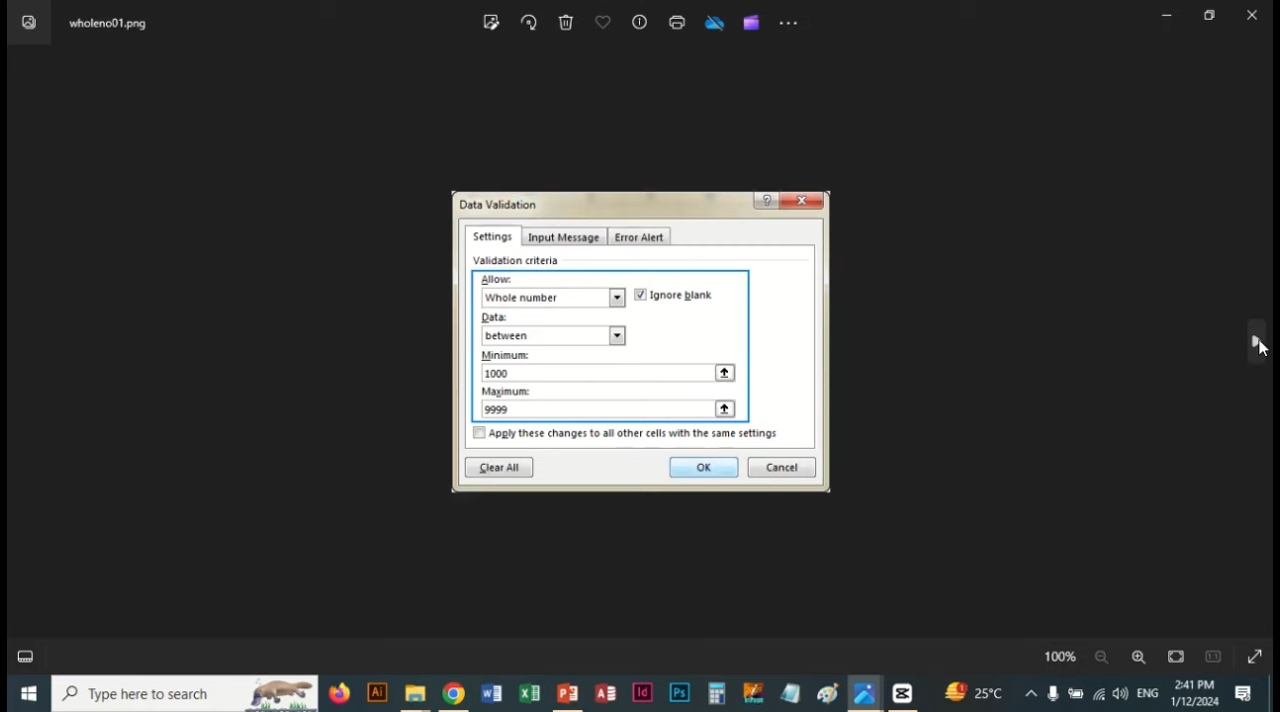 wholeno01.png
Data Validation
Settings
Input Message
Error Alert
Validation criteria
Allow:
Whole number
Ignore blank
Data:
between
Minimum:
1000
Maximum:
9999
Apply these changes to all other cells with the same settings
Clear All
OK
Cancel
100%
Type here to search
25°C
ENG
2:41 PM
1/12/2024